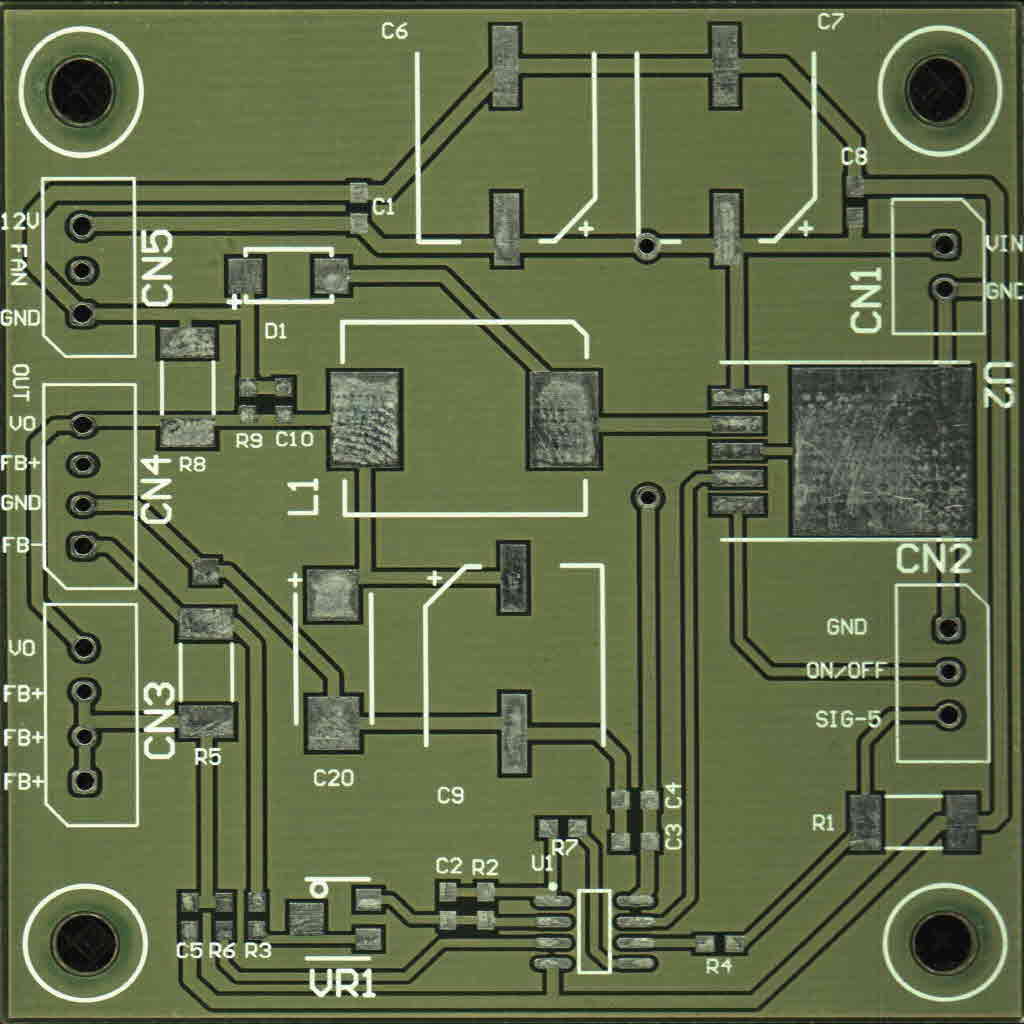 C6
C7
C8
C1
12V
FAN
CN5
VIN
GND
CN1
GND
D1
OUT
U2
VO
R9
C10
FB+
R8
CN4
GND
L1
FB-
+
+
+
+
+
CN2
GND
VO
ON/OFF
FB+
CN3
SIG-5
FB+
R5
FB+
C20
C9
C4
R1
C3
R7
U1
C2
R2
C5
R6
R3
R4
VR1